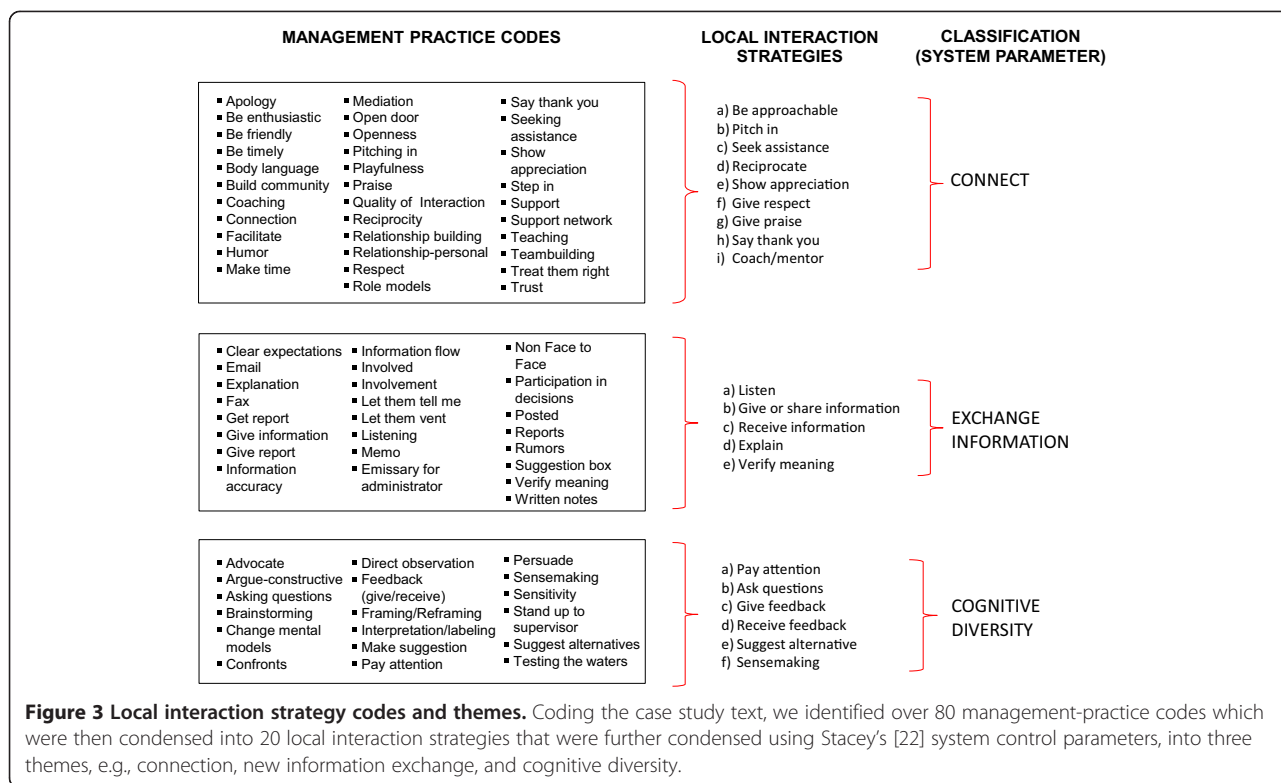 MANAGEMENT PRACTICE CODES
LOCAL INTERACTION
STRATEGIES
CLASSIFICATION
(SYSTEM PARAMETER)
▪ Apology
▪ Be enthusiastic
▪ Be friendly
▪ Be timely
▪ Body language
▪ Build community
▪ Coaching
▪ Connection
▪ Facilitate
▪ Humor
▪ Make time
▪ Mediation
▪ Open door
▪ Openness
▪ Pitching in
▪ Playfulness
▪ Praise
▪ Quality of Interaction
▪ Reciprocity
▪ Relationship building
▪ Relationship-personal
▪ Respect
▪ Role models
▪ Say thank you
▪ Seeking
assistance
▪ Show
appreciation
▪ Step in
▪ Support
▪ Support network
▪ Teaching
▪ Teambuilding
▪ Treat them right
▪ Trust
a) Be approachable
b) Pitch in
c) Seek assistance
d) Reciprocate
e) Show appreciation
f) Give respect
g) Give praise
h) Say thank you
i) Coach/mentor
CONNECT
▪ Clear expectations
▪ Email
▪ Explanation
▪ Fax
▪ Get report
▪ Give information
▪ Give report
▪ Information
accuracy
▪ Information flow
▪ Involved
▪ Involvement
▪ Let them tell me
▪ Let them vent
▪ Listening
▪ Memo
▪ Emissary for
administrator
▪ Non Face to
Face
▪ Participation in
decisions
▪ Posted
▪ Reports
▪ Rumors
▪ Suggestion box
▪ Verify meaning
▪ Written notes
a) Listen
b) Give or share information
c) Receive information
d) Explain
e) Verify meaning
EXCHANGE
INFORMATION
▪ Advocate
▪ Argue-constructive
▪ Asking questions
▪ Brainstorming
▪ Change mental
models
▪ Confronts
▪ Direct observation
▪ Feedback
(give/receive)
▪ Framing/Reframing
▪ Interpretation/labeling
▪ Make suggestion
▪ Pay attention
▪ Persuade
▪ Sensemaking
▪ Sensitivity
▪ Stand up to
supervisor
▪ Suggest alternatives
▪ Testing the waters
a) Pay attention
b) Ask questions
c) Give feedback
d) Receive feedback
e) Suggest alternative
f) Sensemaking
COGNITIVE
DIVERSITY
Figure 3 Local interaction strategy codes and themes. Coding the case study text, we identified over 80 management-practice codes which
were then condensed into 20 local interaction strategies that were further condensed using Stacey's [22] system control parameters, into three
themes, e.g., connection, new information exchange, and cognitive diversity.